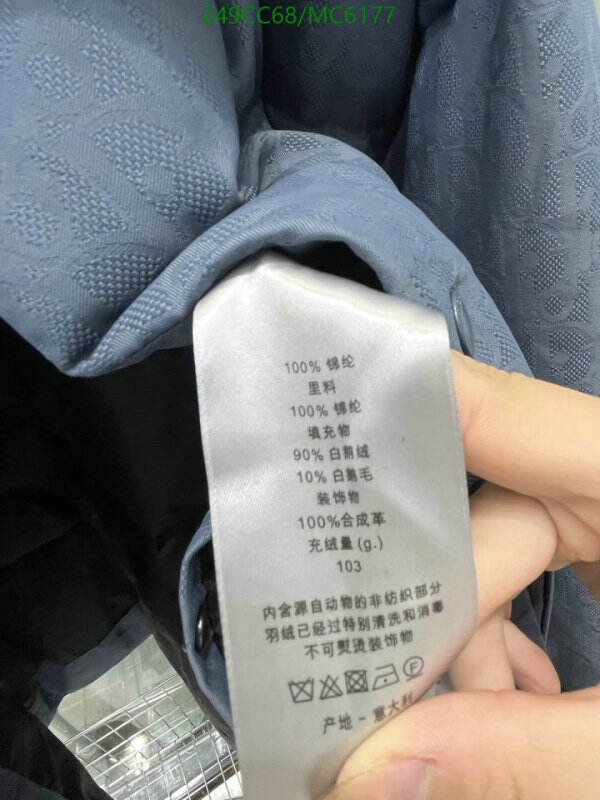 249CC68/MC6177
100% 锦纶
里料
100% 锦纶
填充物
90% 白鹅绒
10% 白鹅毛
装饰物
100%合成革
充绒量 (g.)
103
内含源自动物的非纺织部分
羽绒已经过特别清洗和消毒
不可熨烫装饰物
P
产地 - 意大利